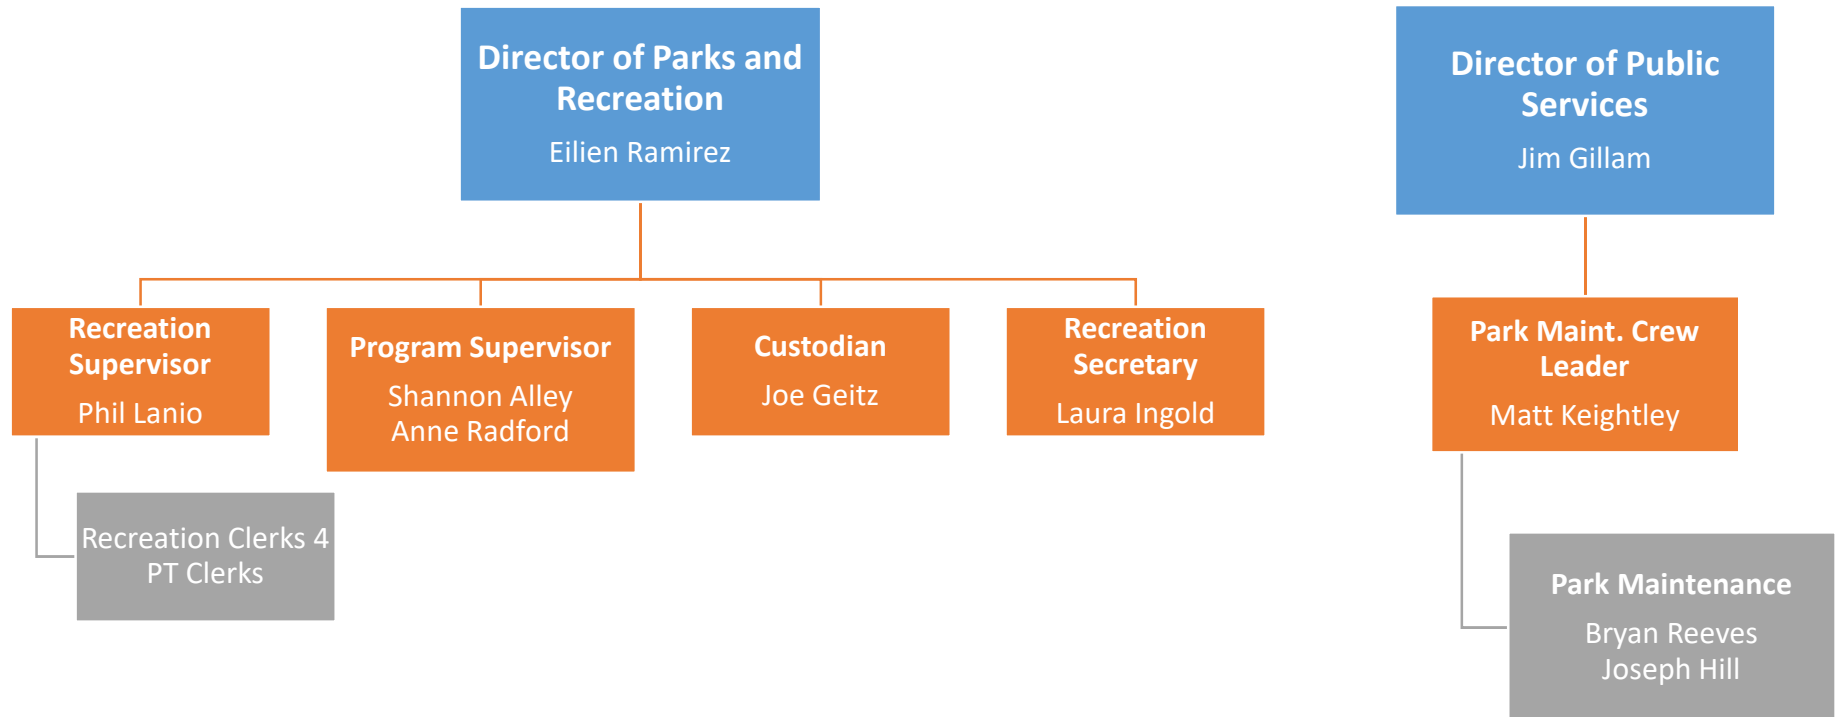 Director of Parks and
Recreation
Eilien Ramirez
Director of Public
Services
Jim Gillam
Recreation
Supervisor
Phil Lanio
Program Supervisor
Shannon Alley
Anne Radford
Custodian
Joe Geitz
Recreation
Secretary
Laura Ingold
Park Maint. Crew
Leader
Matt Keightley
Recreation Clerks 4
PT Clerks
Park Maintenance
Bryan Reeves
Joseph Hill